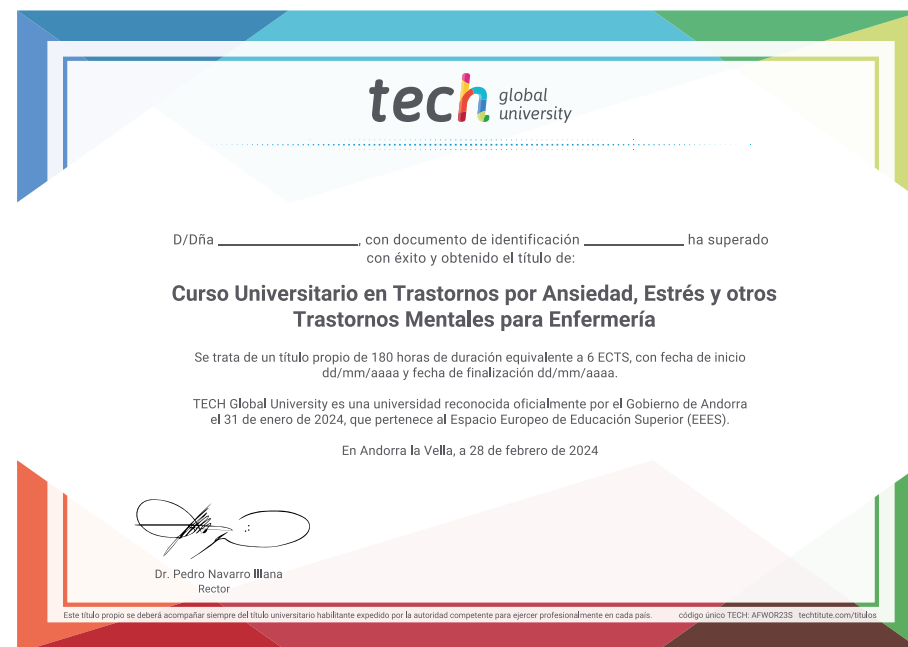 tech global university
D/Dña ____________________, con documento de identificación ______________ ha superado
con éxito y obtenido el título de:
Curso Universitario en Trastornos por Ansiedad, Estrés y otros
Trastornos Mentales para Enfermería
Se trata de un título propio de 180 horas de duración equivalente a 6 ECTS, con fecha de inicio
dd/mm/aaaa y fecha de finalización dd/mm/aaaa.
TECH Global University es una universidad reconocida oficialmente por el Gobierno de Andorra
el 31 de enero de 2024, que pertenece al Espacio Europeo de Educación Superior (EEES).
En Andorra la Vella, a 28 de febrero de 2024
Dr. Pedro Navarro Illana
Rector
Este título propio se deberá acompañar siempre del título universitario habilitante expedido por la autoridad competente para ejercer profesionalmente en cada país. código único TECH: AFWOR23S techtitute.com/titulos